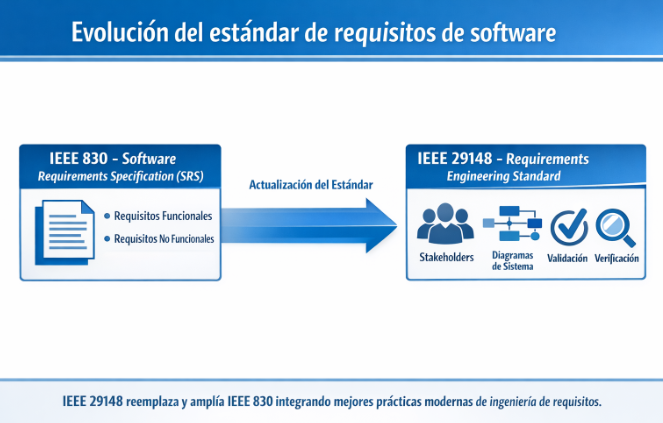 Evolución del estándar de requisitos de software
IEEE 830 – Software
Requirements Specification (SRS)
• Requisitos Funcionales
• Requisitos No Funcionales
Actualización del Estándar
IEEE 29148 – Requirements
Engineering Standard
Stakeholders
Diagramas
de Sistema
Validación
Verificación
IEEE 29148 reemplaza y amplía IEEE 830 integrando mejores prácticas modernas de ingeniería de requisitos.